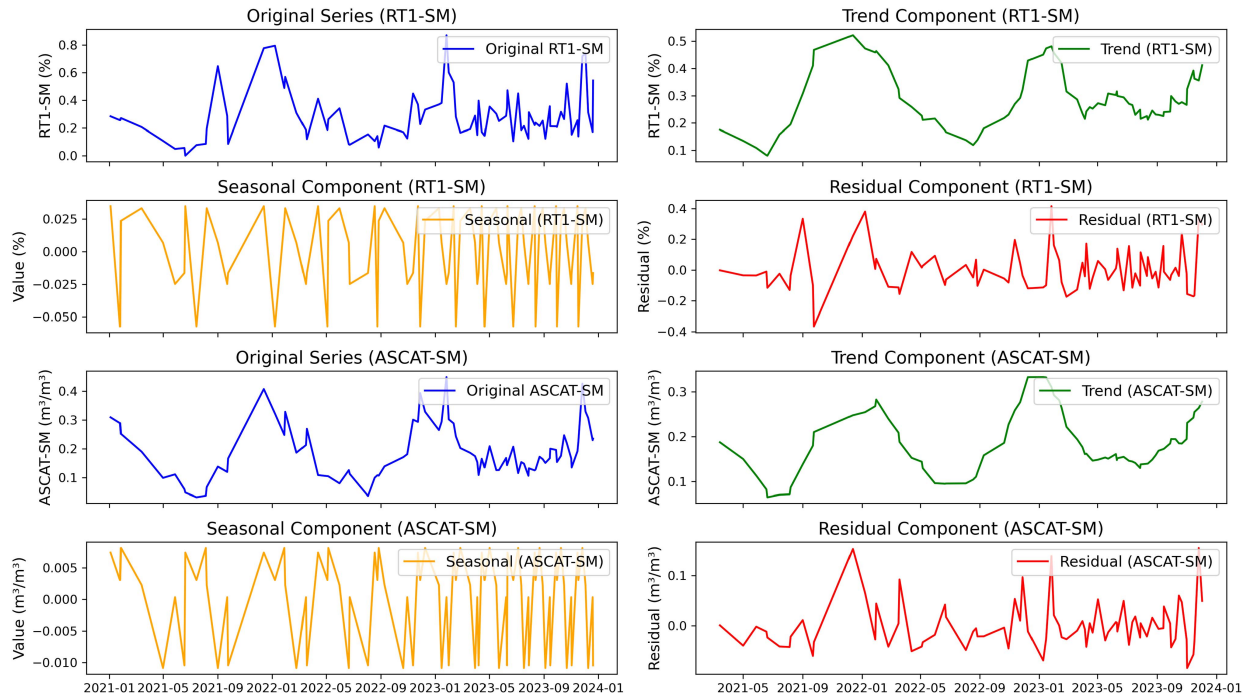 Original Series (RT1-SM)
RT1-SM (%)
0.8
0.6
0.4
0.2
0.0
Original RT1-SM
Trend Component (RT1-SM)
RT1-SM (%)
0.5
0.4
0.3
0.2
0.1
Trend (RT1-SM)
Seasonal Component (RT1-SM)
Value (%)
0.025
0.000
−0.025
−0.050
Seasonal (RT1-SM)
Residual Component (RT1-SM)
Residual (%)
0.4
0.2
0.0
−0.2
−0.4
Residual (RT1-SM)
Original Series (ASCAT-SM)
ASCAT-SM (m³/m³)
0.4
0.3
0.2
0.1
Original ASCAT-SM
Trend Component (ASCAT-SM)
ASCAT-SM (m³/m³)
0.3
0.2
0.1
Trend (ASCAT-SM)
Seasonal Component (ASCAT-SM)
Value (m³/m³)
0.005
0.000
−0.005
−0.010
Seasonal (ASCAT-SM)
2021-01 2021-05 2021-09 2022-01 2022-05 2022-09 2023-01 2023-05 2023-09 2024-01
Residual Component (ASCAT-SM)
Residual (m³/m³)
0.1
0.0
Residual (ASCAT-SM)
2021-05 2021-09 2022-01 2022-05 2022-09 2023-01 2023-05 2023-09 2024-01